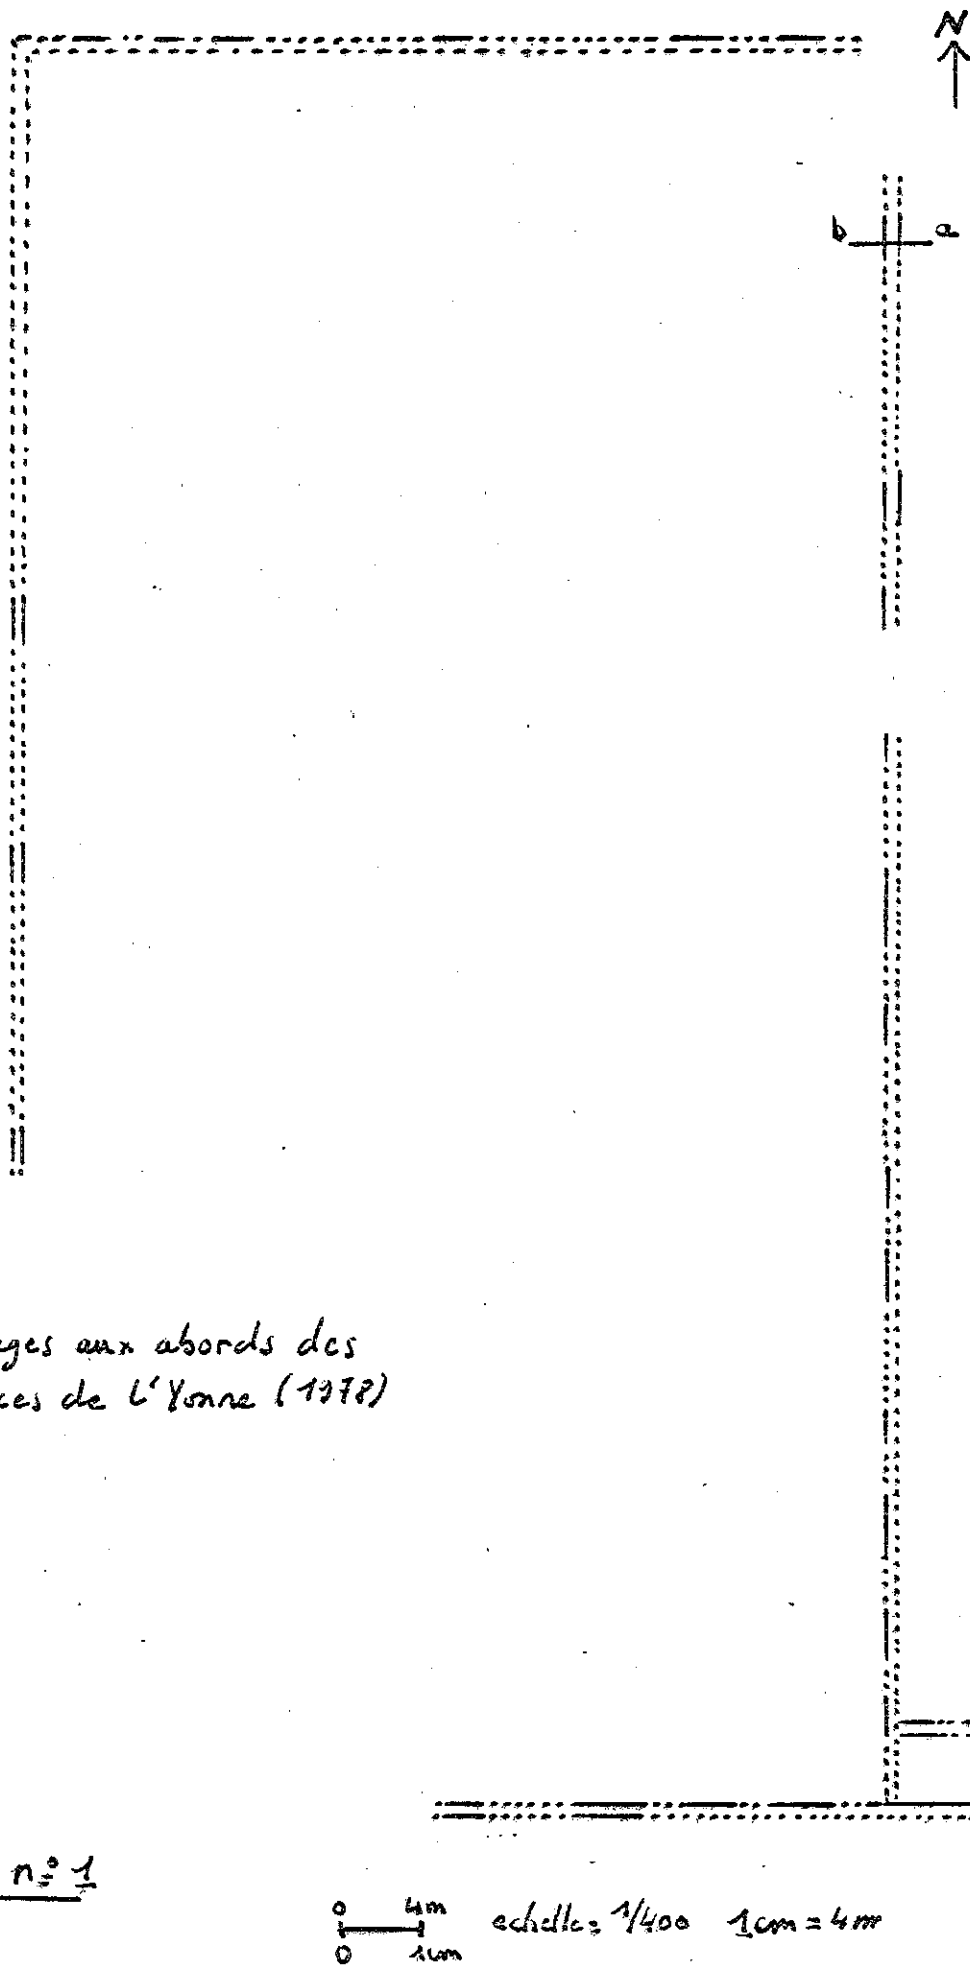 N
b a
ges aux abords des
ces de l'Yonne (1978)
n° 1
0 4m
0 1cm
echelle: 1/400 1cm = 4m